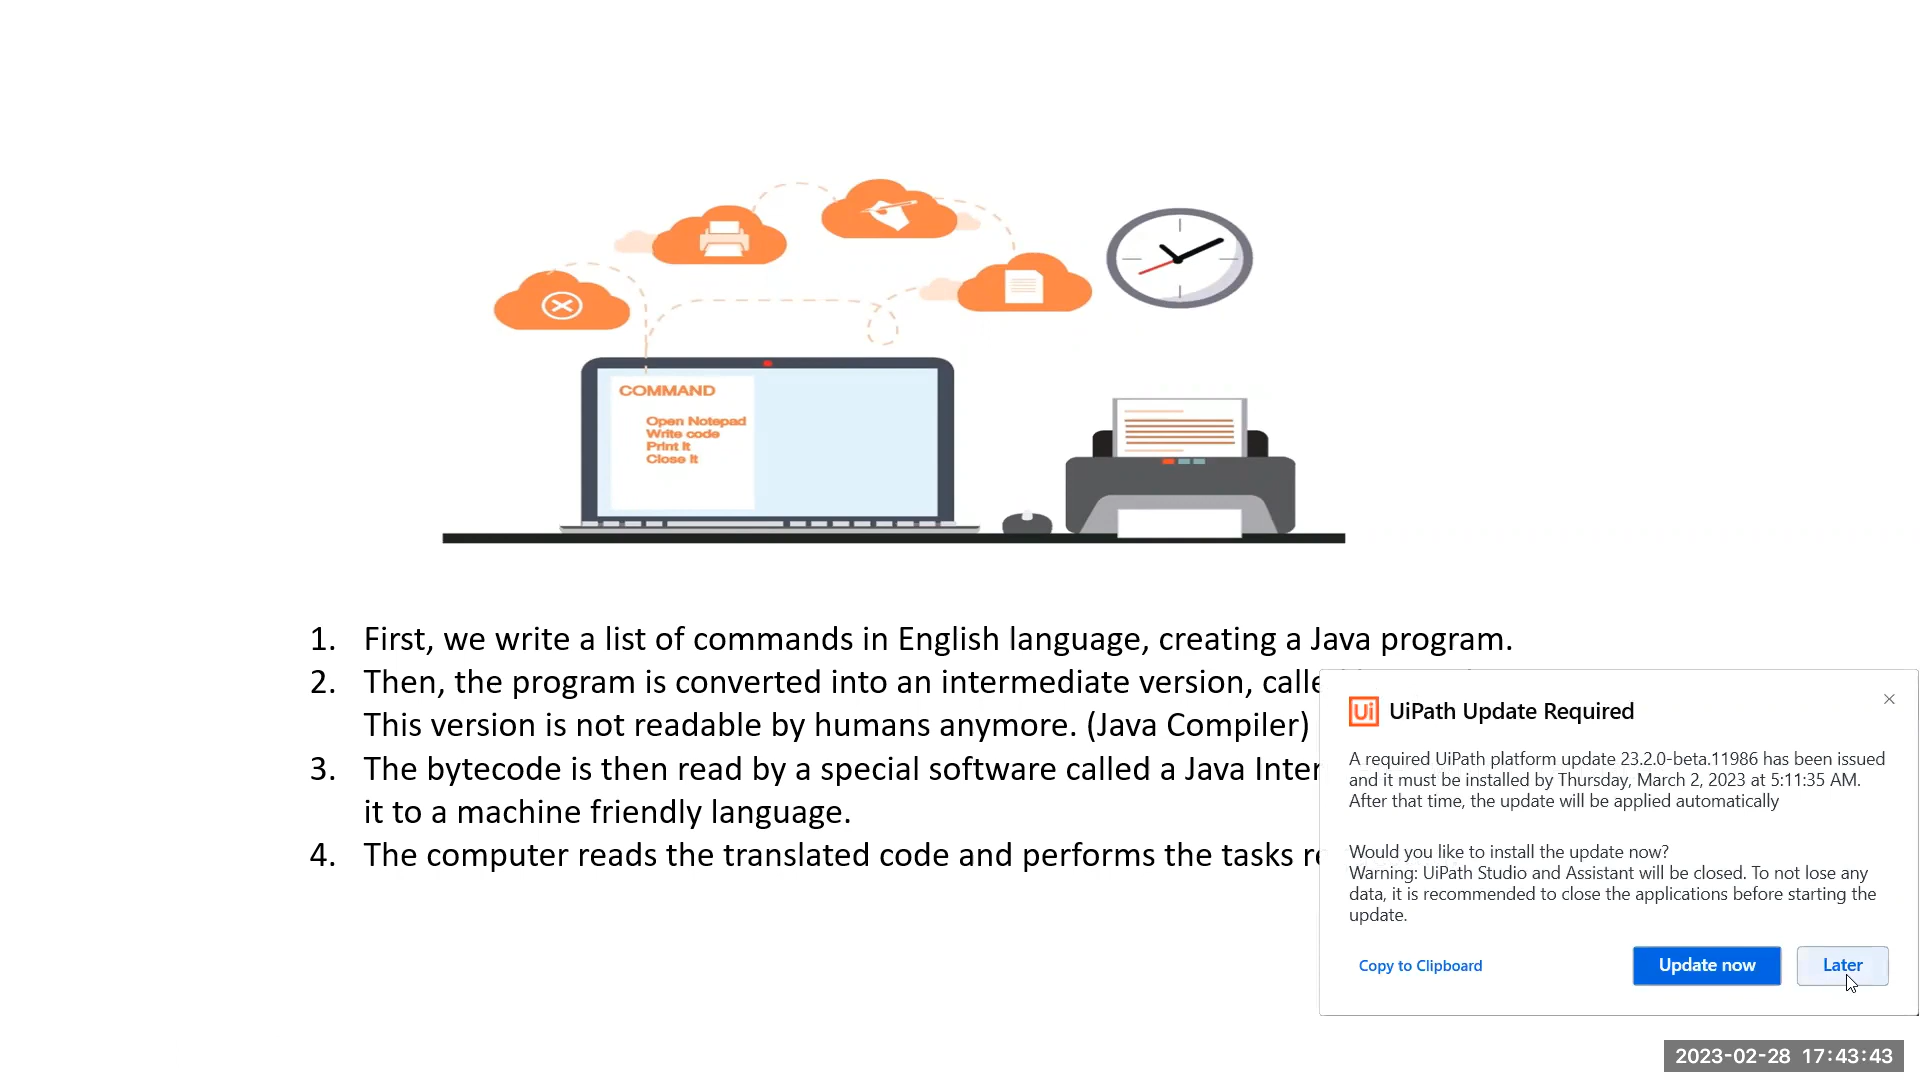 COMMAND
Open Notepad
Write code
Print It
Close It
1. First, we write a list of commands in English language, creating a Java program.
2. Then, the program is converted into an intermediate version,
This version is not readable by humans anymore. (Java Compiler)
3. The bytecode is then read by a special software called a Java
it to a machine friendly language.
4. The computer reads the translated code and performs the tasks
Ui UiPath Update Required
A required UiPath platform update 23.2.0-beta.11986 has been issued
and it must be installed by Thursday, March 2, 2023 at 5:11:35 AM.
After that time, the update will be applied automatically
Would you like to install the update now?
Warning: UiPath Studio and Assistant will be closed. To not lose any
data, it is recommended to close the applications before starting the
update.
Copy to Clipboard
Update now
Later
2023-02-28 17:43:43